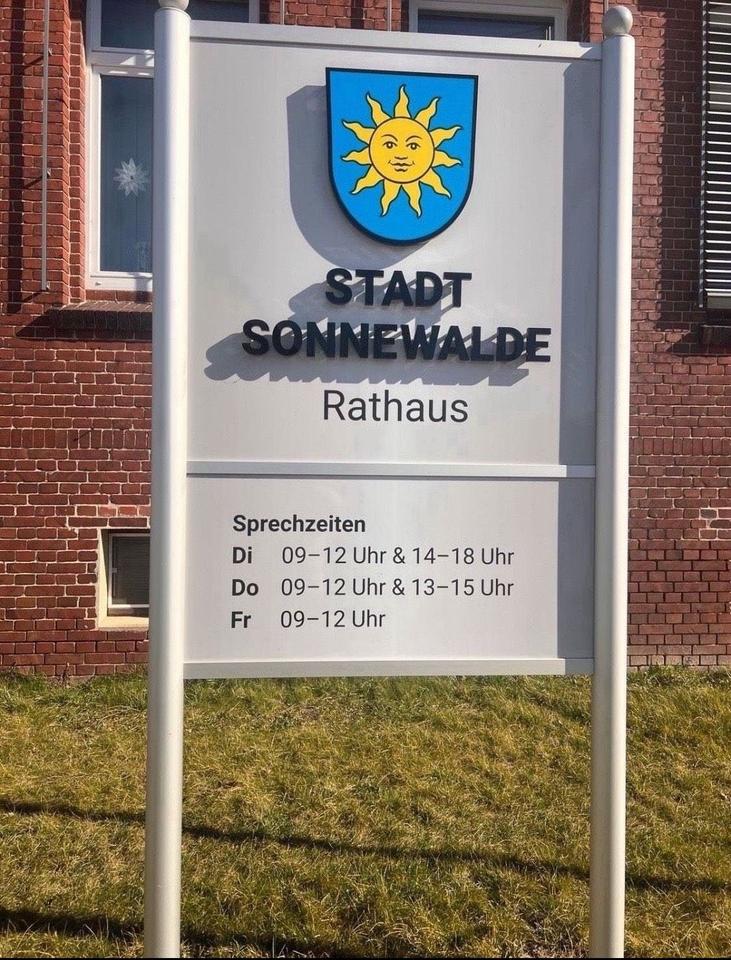 STADT
SONNEWALDE
Rathaus
Sprechzeiten
Di 09–12 Uhr & 14–18 Uhr
Do 09–12 Uhr & 13–15 Uhr
Fr 09–12 Uhr